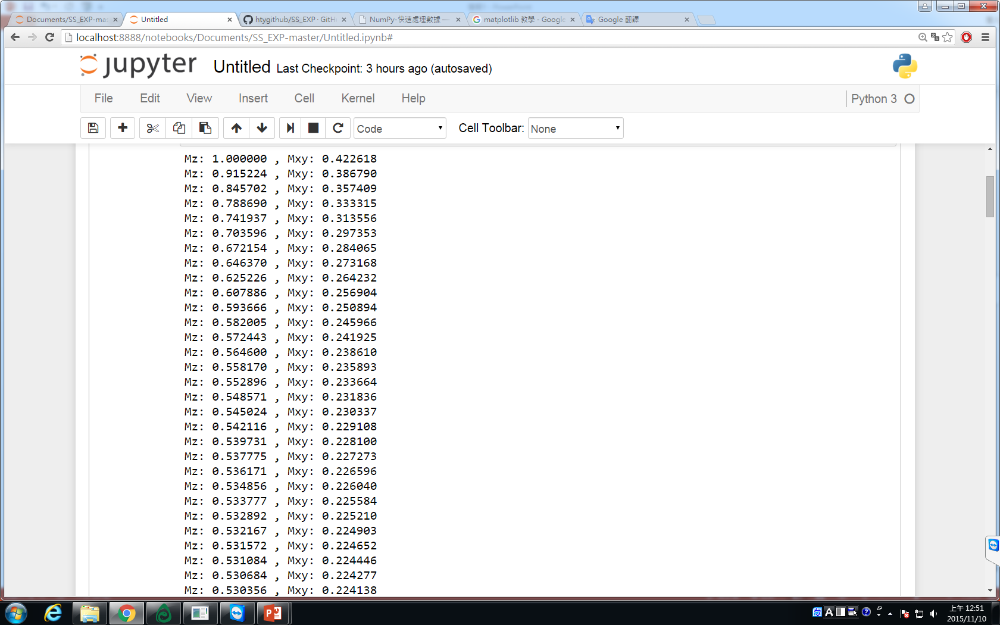 Documents/SS_EXP-mas
Untitled
htygithub/SS_EXP · GitH
NumPy-快速處理數據 —
matplotlib 教學 - Google
Google 翻譯
localhost:8888/notebooks/Documents/SS_EXP-master/Untitled.ipynb#
jupyter Untitled Last Checkpoint: 3 hours ago (autosaved)
File Edit View Insert Cell Kernel Help Python 3
Code Cell Toolbar: None
Mz: 1.000000 , Mxy: 0.422618
Mz: 0.915224 , Mxy: 0.386790
Mz: 0.845702 , Mxy: 0.357409
Mz: 0.788690 , Mxy: 0.333315
Mz: 0.741937 , Mxy: 0.313556
Mz: 0.703596 , Mxy: 0.297353
Mz: 0.672154 , Mxy: 0.284065
Mz: 0.646370 , Mxy: 0.273168
Mz: 0.625226 , Mxy: 0.264232
Mz: 0.607886 , Mxy: 0.256904
Mz: 0.593666 , Mxy: 0.250894
Mz: 0.582005 , Mxy: 0.245966
Mz: 0.572443 , Mxy: 0.241925
Mz: 0.564600 , Mxy: 0.238610
Mz: 0.558170 , Mxy: 0.235893
Mz: 0.552896 , Mxy: 0.233664
Mz: 0.548571 , Mxy: 0.231836
Mz: 0.545024 , Mxy: 0.230337
Mz: 0.542116 , Mxy: 0.229108
Mz: 0.539731 , Mxy: 0.228100
Mz: 0.537775 , Mxy: 0.227273
Mz: 0.536171 , Mxy: 0.226596
Mz: 0.534856 , Mxy: 0.226040
Mz: 0.533777 , Mxy: 0.225584
Mz: 0.532892 , Mxy: 0.225210
Mz: 0.532167 , Mxy: 0.224903
Mz: 0.531572 , Mxy: 0.224652
Mz: 0.531084 , Mxy: 0.224446
Mz: 0.530684 , Mxy: 0.224277
Mz: 0.530356 , Mxy: 0.224138
上午 12:51
2015/11/10